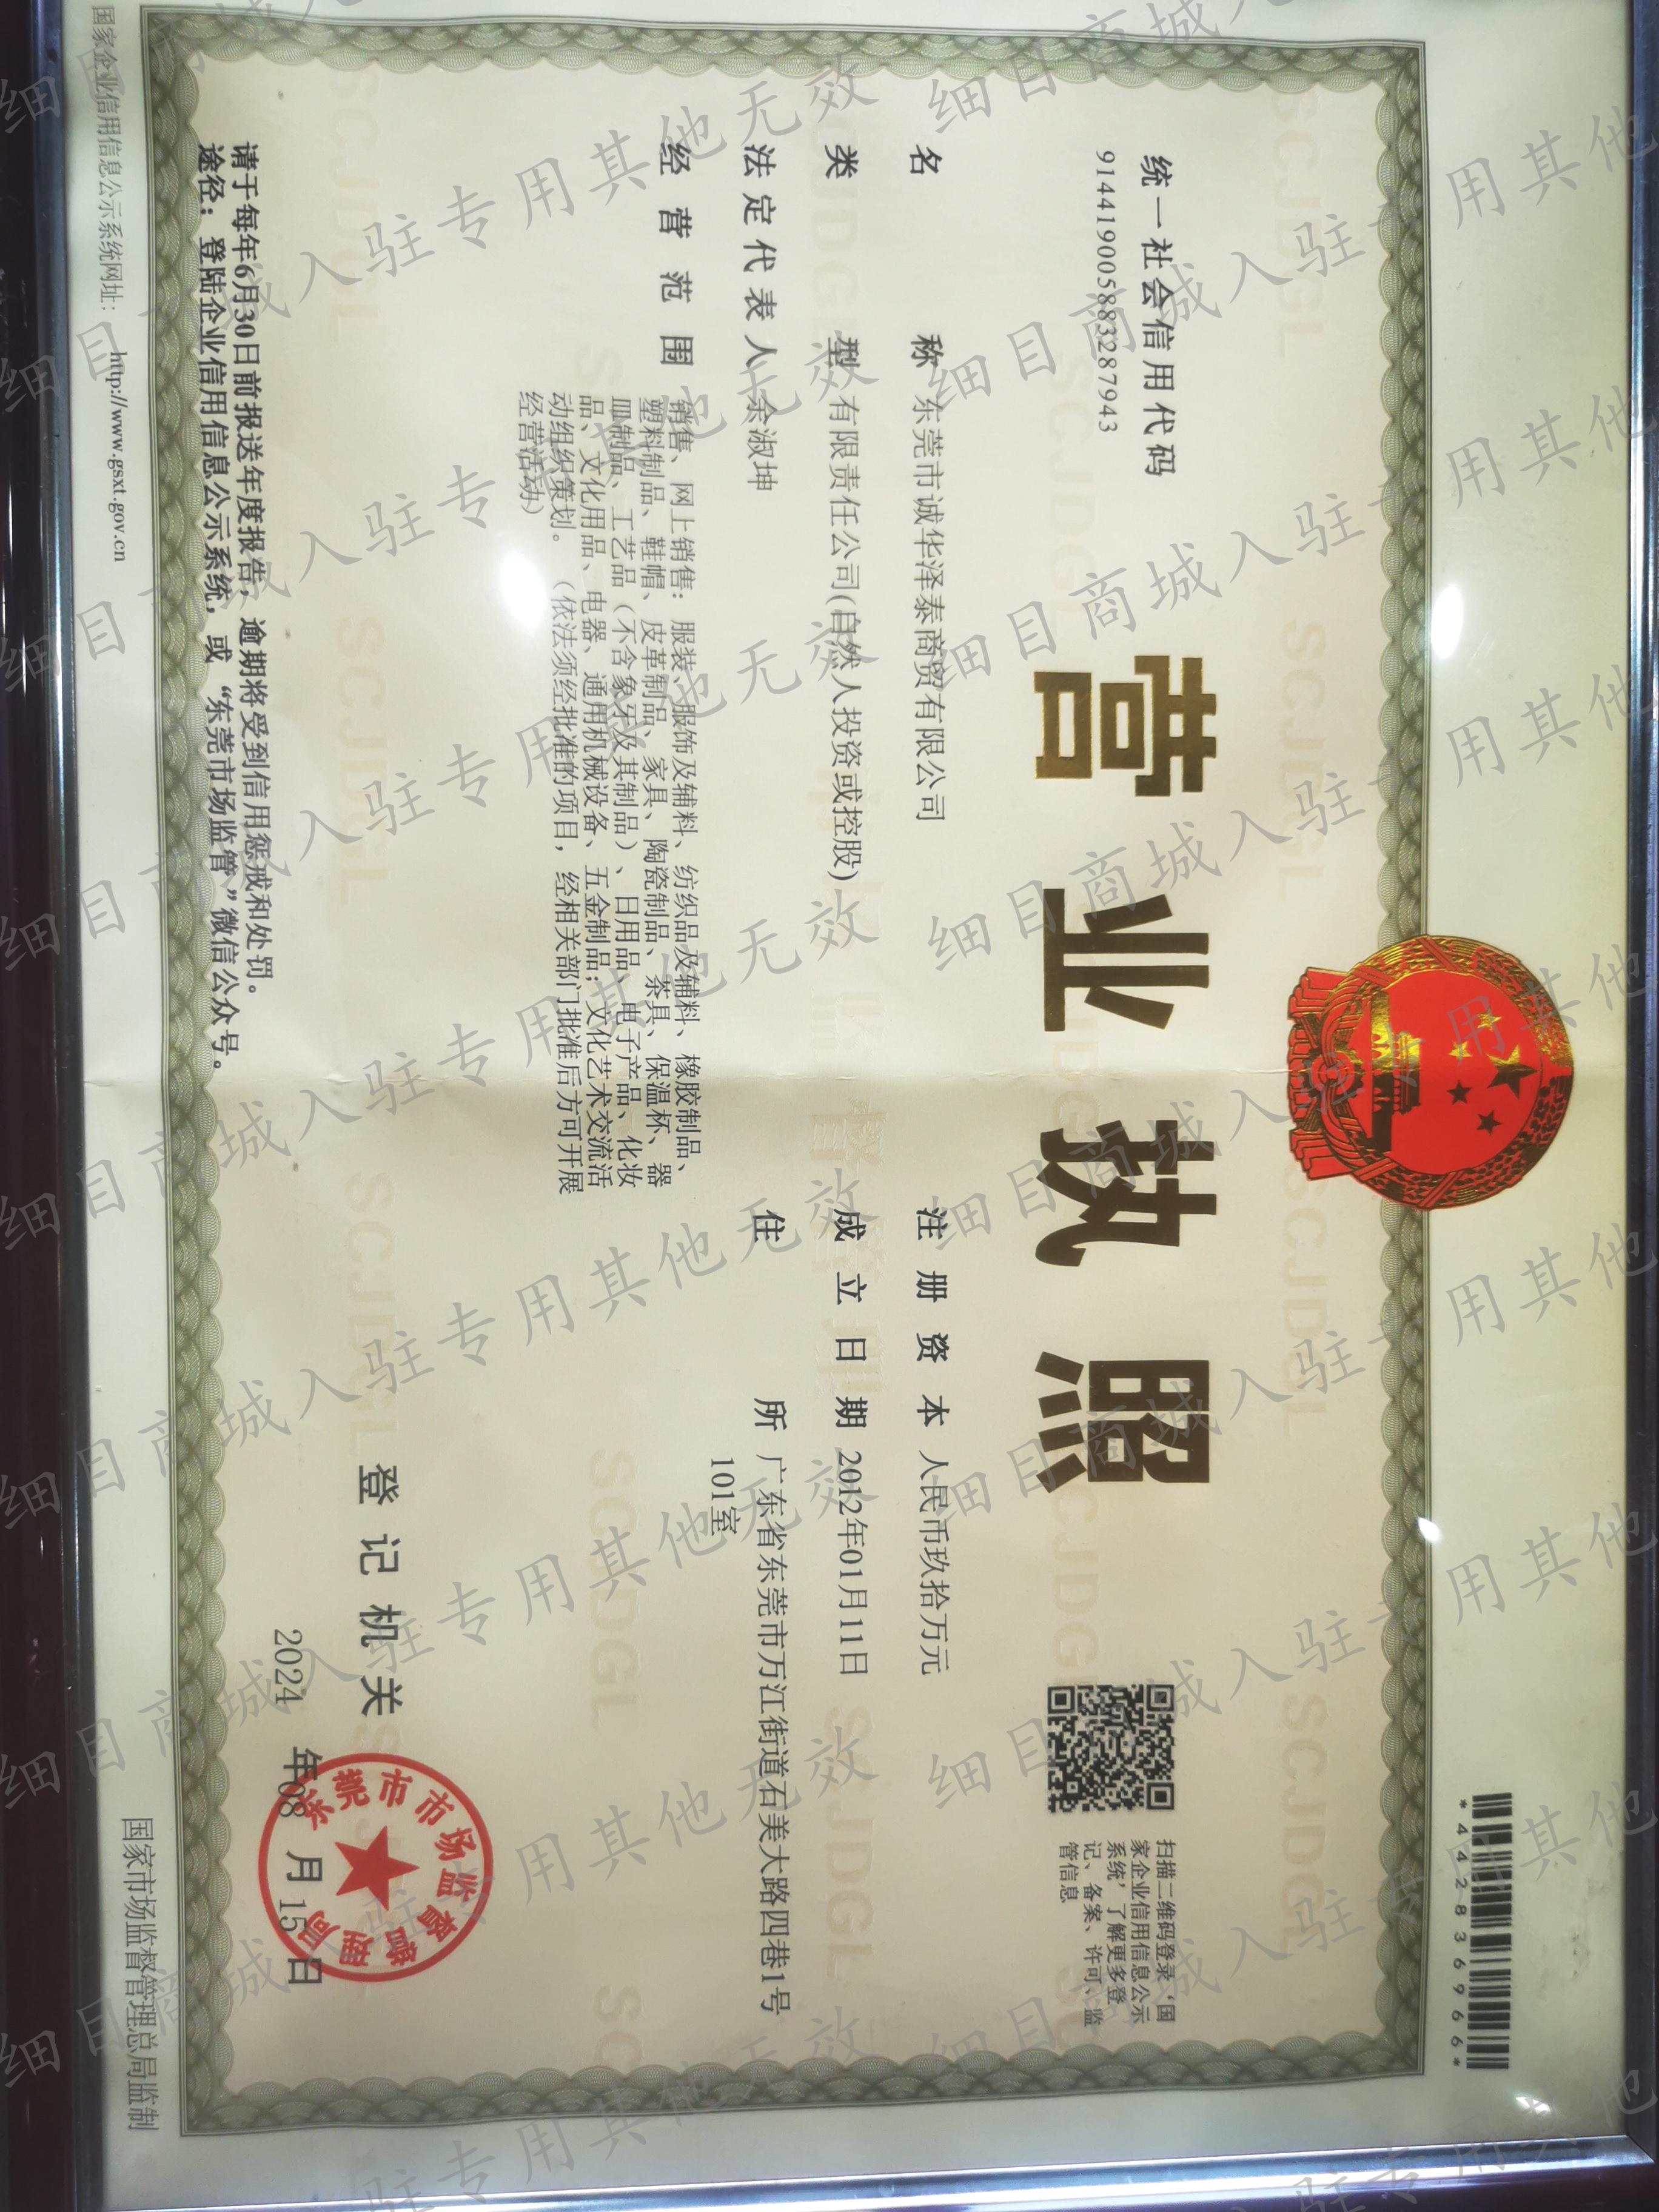 *4428369666*
统一社会信用代码
9144190058832879​43
营业执照
扫描二维码登录‘国
家企业信用信息公示
系统’了解更多登
记、备案、许可、监
管信息
名称 东莞市诚华泽泰商贸有限公司
类型 有限责任公司(自然人投资或控股)
法定代表人 余淑坤
经营范围 销售、网上销售：服装、服饰及辅料、纺织品及辅料、橡胶制品、
塑料制品、鞋帽、皮革制品、家具、陶瓷制品、茶具、保温杯、器
皿制品、工艺品（不含象牙及其制品）、日用品、电子产品、化妆
品、文化用品、电器、通用机械设备、五金制品；文化艺术交流活
动组织策划。（依法须经批准的项目，经相关部门批准后方可开展
经营活动）
注册资本 人民币玖拾万元
成立日期 2012年01月11日
住所 广东省东莞市万江街道石美大路四巷1号
101室
登记机关
东莞市市场监督管理局
2024年08月15日
请于每年6月30日前报送年度报告，逾期将受到信用惩戒和处罚。
途径：登陆企业信用信息公示系统，或“东莞市场监管”微信公众号。
国家企业信用信息公示系统网址：http://www.gsxt.gov.cn
国家市场监督管理总局监制
SCJDGL
细目商城入驻专用其他无效